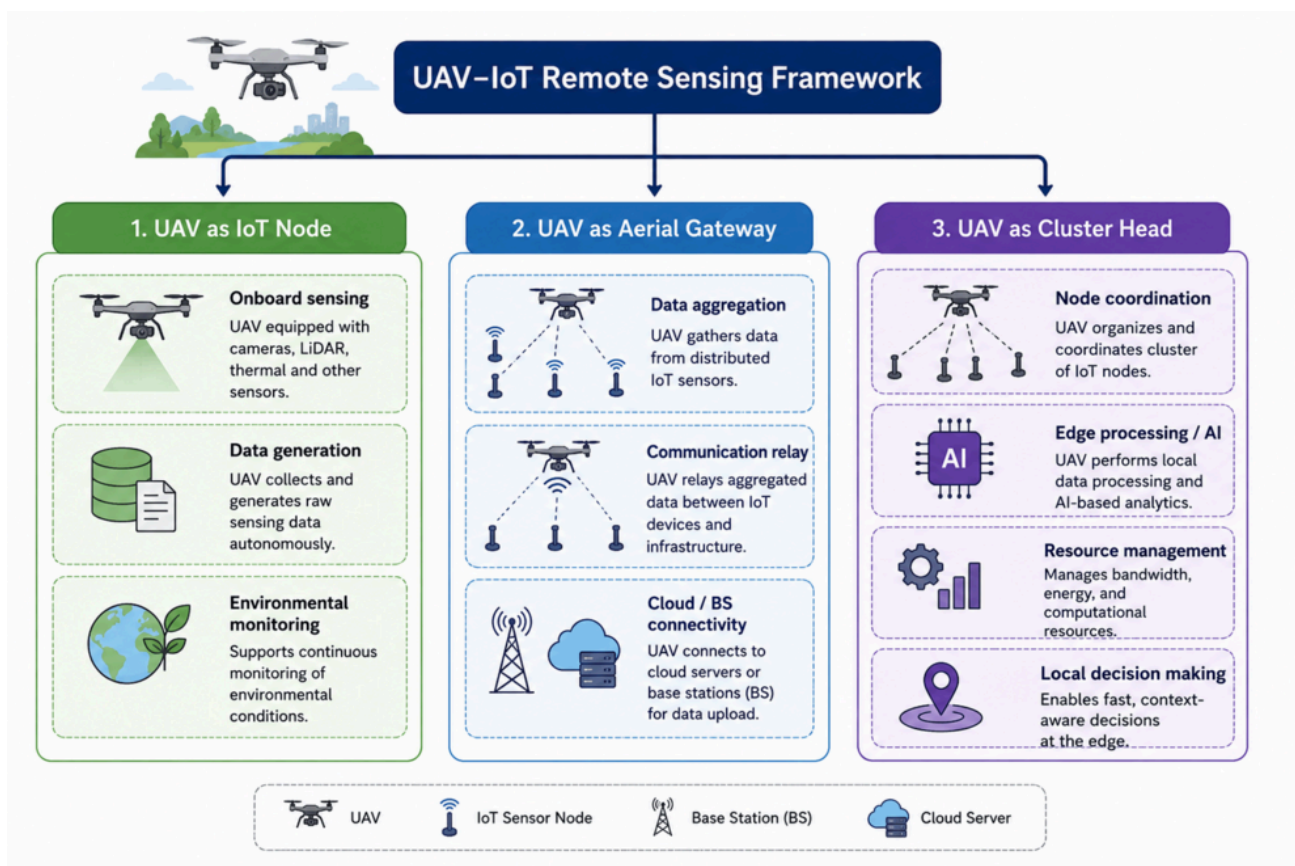 UAV–IoT Remote Sensing Framework
1. UAV as IoT Node
Onboard sensing
UAV equipped with
cameras, LiDAR,
thermal and other
sensors.
Data generation
UAV collects and
generates raw
sensing data
autonomously.
Environmental
monitoring
Supports continuous
monitoring of
environmental
conditions.
2. UAV as Aerial Gateway
Data aggregation
UAV gathers data
from distributed
IoT sensors.
Communication relay
UAV relays aggregated
data between IoT
devices and
infrastructure.
Cloud / BS
connectivity
UAV connects to
cloud servers or
base stations (BS)
for data upload.
3. UAV as Cluster Head
Node coordination
UAV organizes and
coordinates cluster
of IoT nodes.
AI
Edge processing / AI
UAV performs local
data processing and
AI-based analytics.
Resource management
Manages bandwidth,
energy, and
computational
resources.
Local decision making
Enables fast, context-
aware decisions
at the edge.
UAV
IoT Sensor Node
Base Station (BS)
Cloud Server